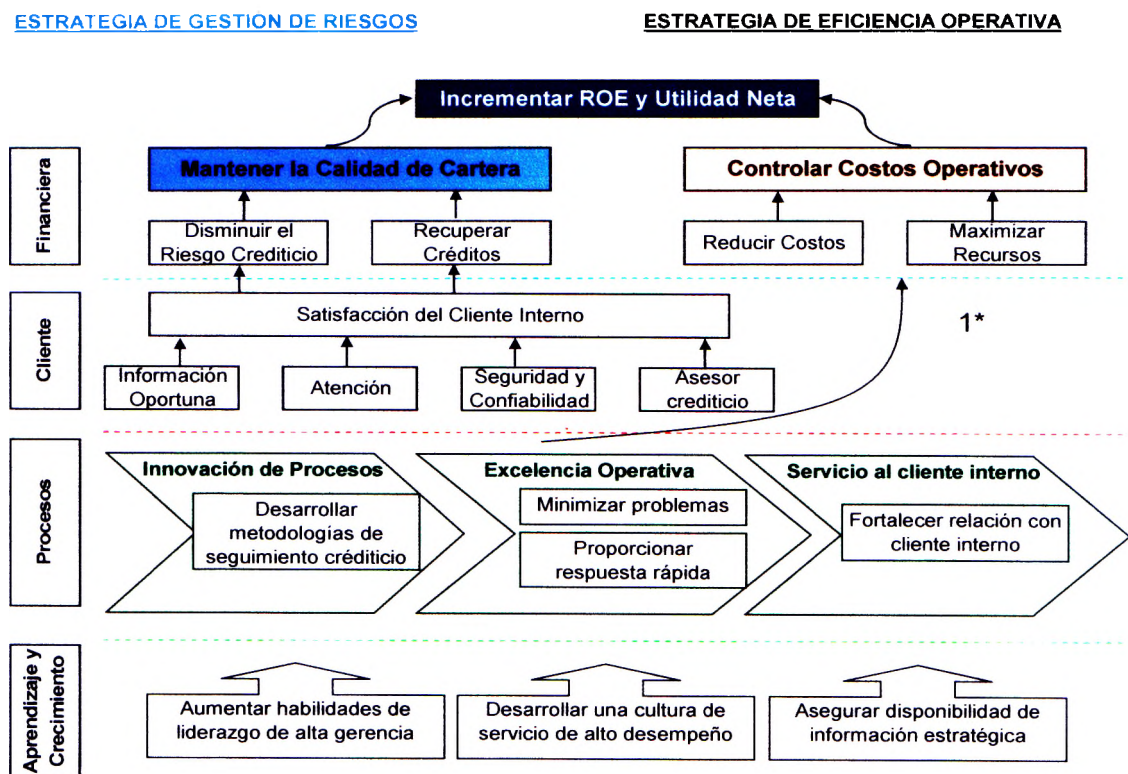 ESTRATEGIA DE GESTIÓN DE RIESGOS
ESTRATEGIA DE EFICIENCIA OPERATIVA
Incrementar ROE y Utilidad Neta
Financiera
Mantener la Calidad de Cartera
Controlar Costos Operativos
Disminuir el
Riesgo Crediticio
Recuperar
Créditos
Reducir Costos
Maximizar
Recursos
Cliente
Satisfacción del Cliente Interno
1*
Información
Oportuna
Atención
Seguridad y
Confiabilidad
Asesor
crediticio
Procesos
Innovación de Procesos
Desarrollar
metodologías de
seguimiento créditicio
Excelencia Operativa
Minimizar problemas
Proporcionar
respuesta rápida
Servicio al cliente interno
Fortalecer relación con
cliente interno
Aprendizaje y
Crecimiento
Aumentar habilidades de
liderazgo de alta gerencia
Desarrollar una cultura de
servicio de alto desempeño
Asegurar disponibilidad de
información estratégica